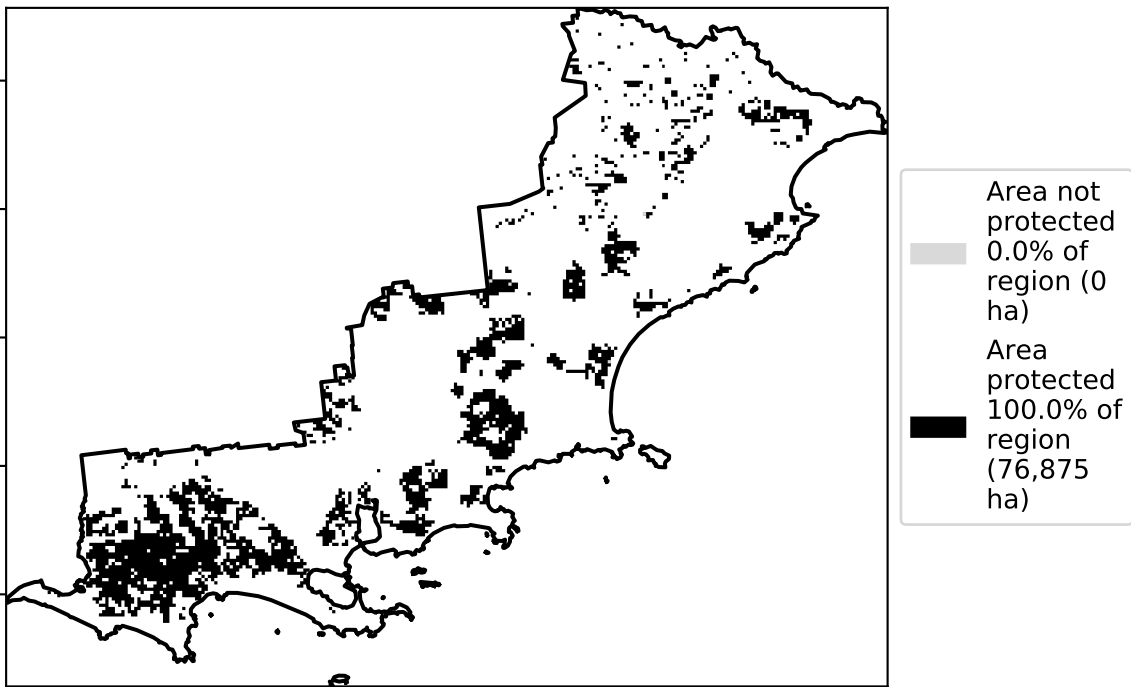 Area not
protected
0.0% of
region (0
ha)
Area
protected
100.0% of
region
(76,875
ha)